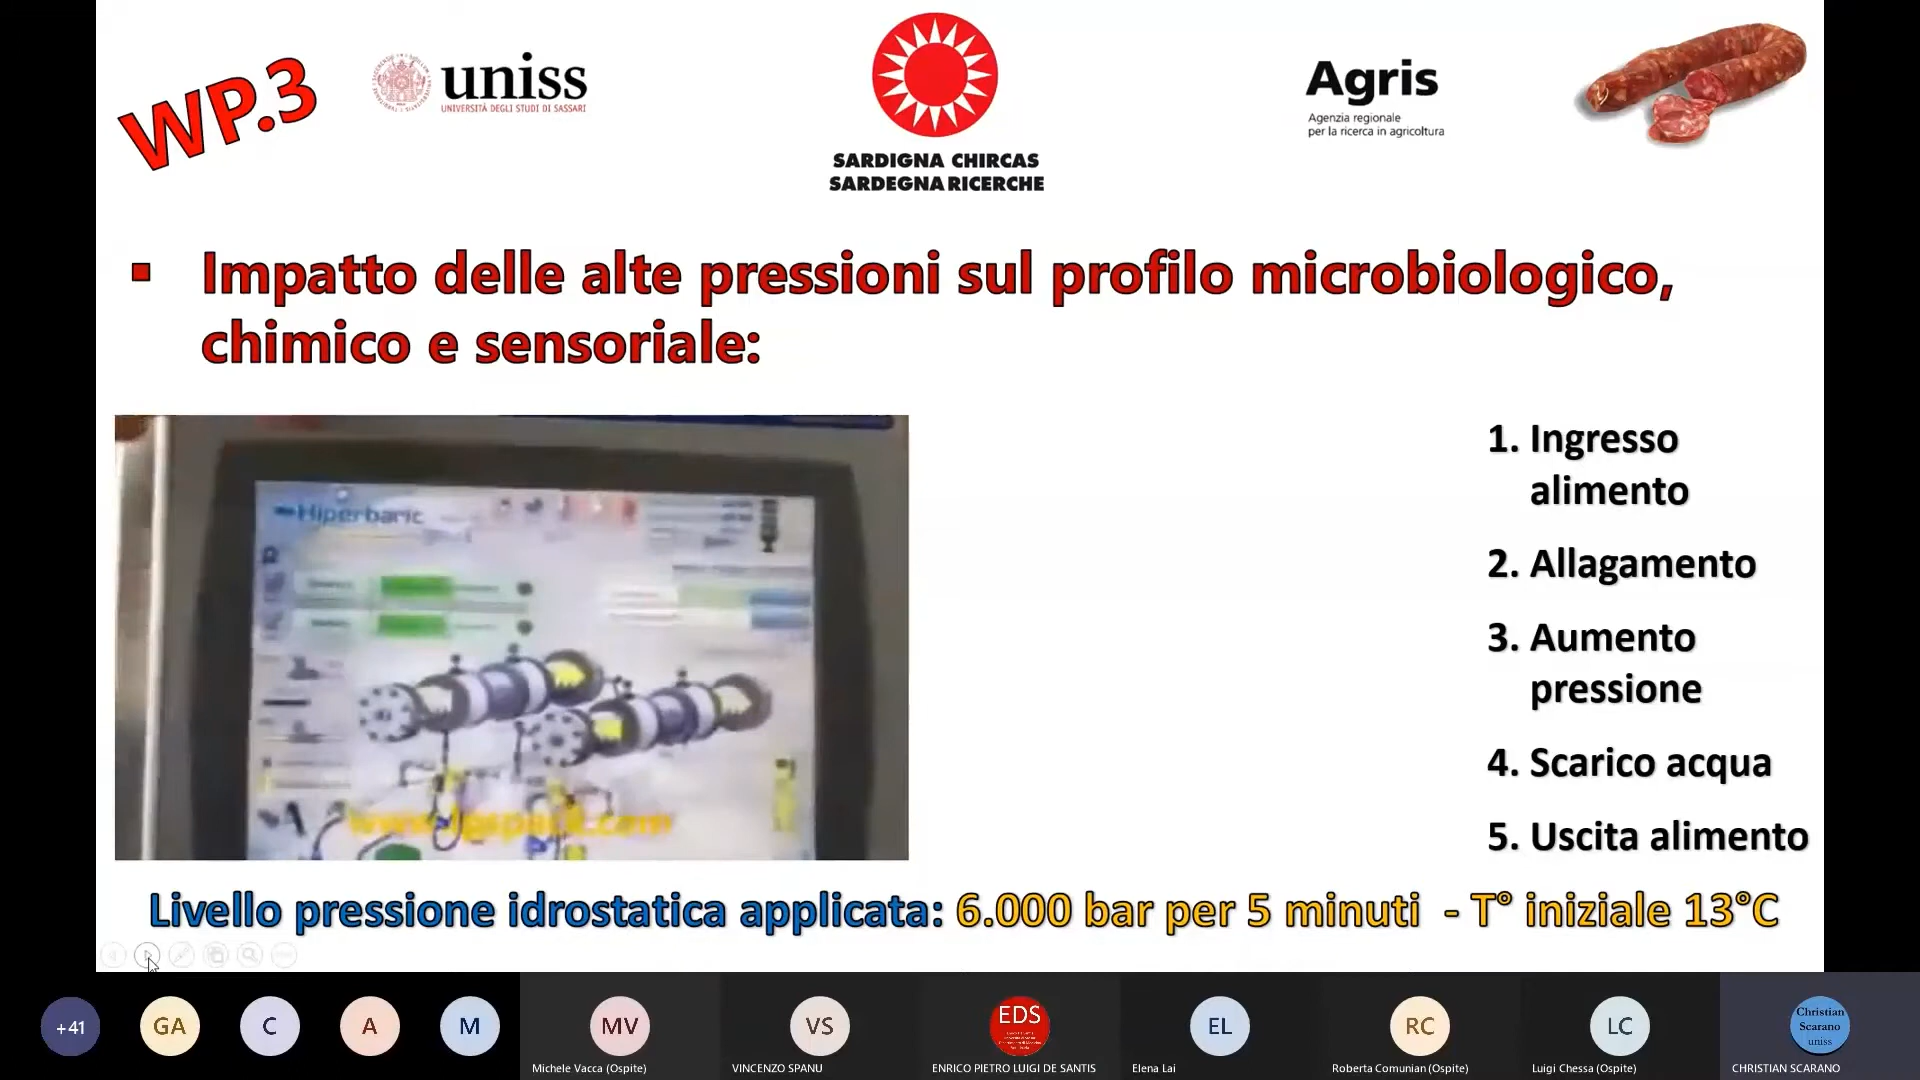 WP.3
uniss
UNIVERSITÀ DEGLI STUDI DI SASSARI
SARDIGNA CHIRCAS
SARDEGNA RICERCHE
Agris
Agenzia regionale
per la ricerca in agricoltura
▪ Impatto delle alte pressioni sul profilo microbiologico,
chimico e sensoriale:
Hiperbaric
1. Ingresso
alimento
2. Allagamento
3. Aumento
pressione
4. Scarico acqua
5. Uscita alimento
Livello pressione idrostatica applicata: 6.000 bar per 5 minuti - T° iniziale 13°C
+41
GA
C
A
M
MV
VS
EDS
EL
RC
LC
Christian
Scarano
uniss
Michele Vacca (Ospite)
VINCENZO SPANU
ENRICO PIETRO LUIGI DE SANTIS
Elena Lai
Roberta Comunian (Ospite)
Luigi Chessa (Ospite)
CHRISTIAN SCARANO